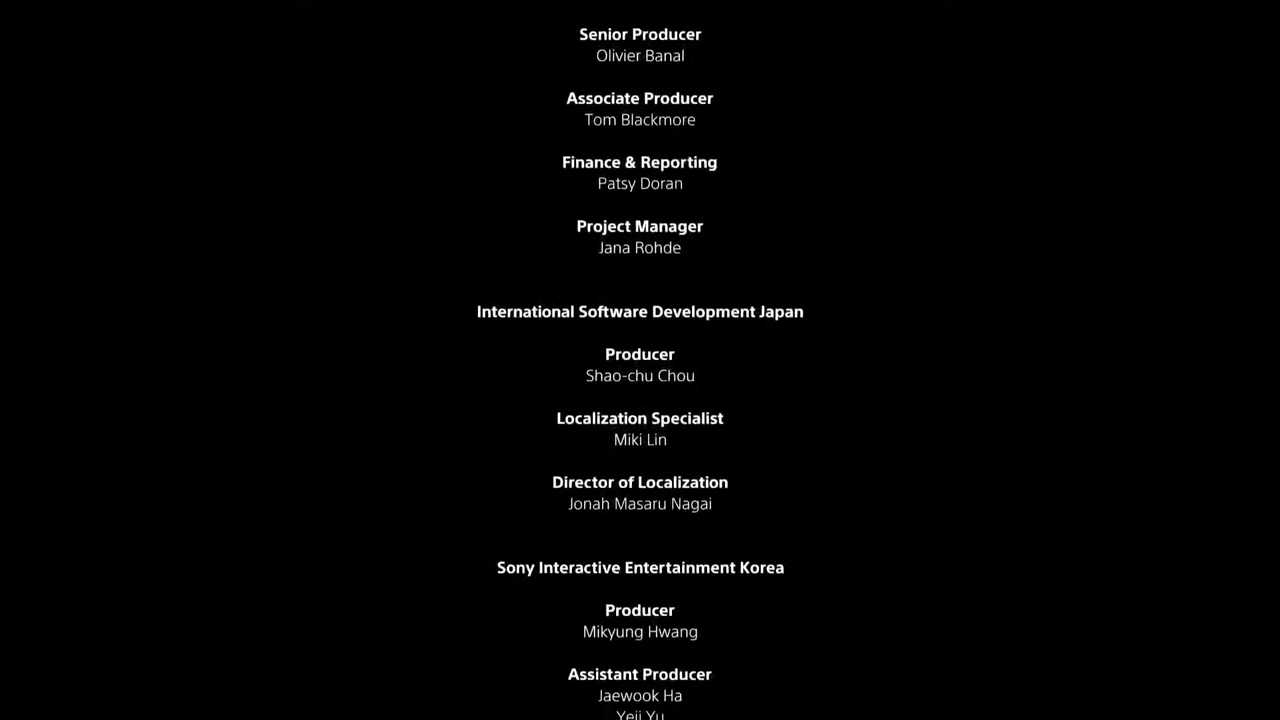 Senior Producer
Olivier Banal
Associate Producer
Tom Blackmore
Finance & Reporting
Patsy Doran
Project Manager
Jana Rohde
International Software Development Japan
Producer
Shao-chu Chou
Localization Specialist
Miki Lin
Director of Localization
Jonah Masaru Nagai
Sony Interactive Entertainment Korea
Producer
Mikyung Hwang
Assistant Producer
Jaewook Ha
Yeji Yu